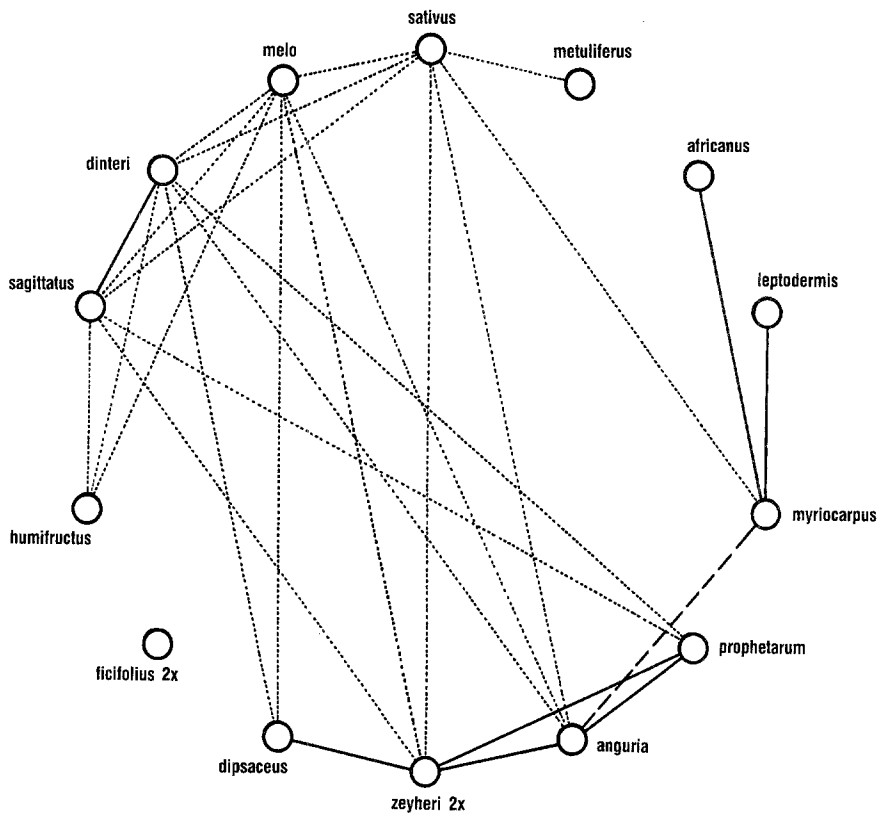 sativus
melo
metuliferus
africanus
dinteri
sagittatus
leptodermis
humifructus
myriocarpus
prophetarum
ficifolius 2x
anguria
dipsaceus
zeyheri 2x